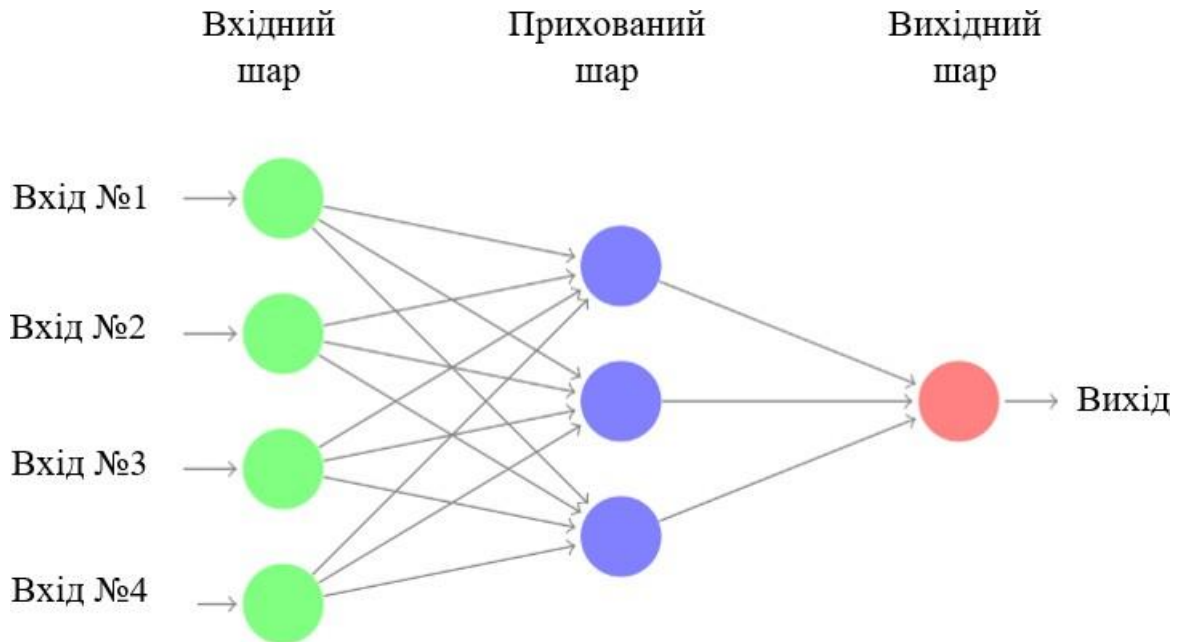 Вхідний
шар
Прихований
шар
Вихідний
шар
Вхід №1
Вхід №2
Вхід №3
Вхід №4
Вихід